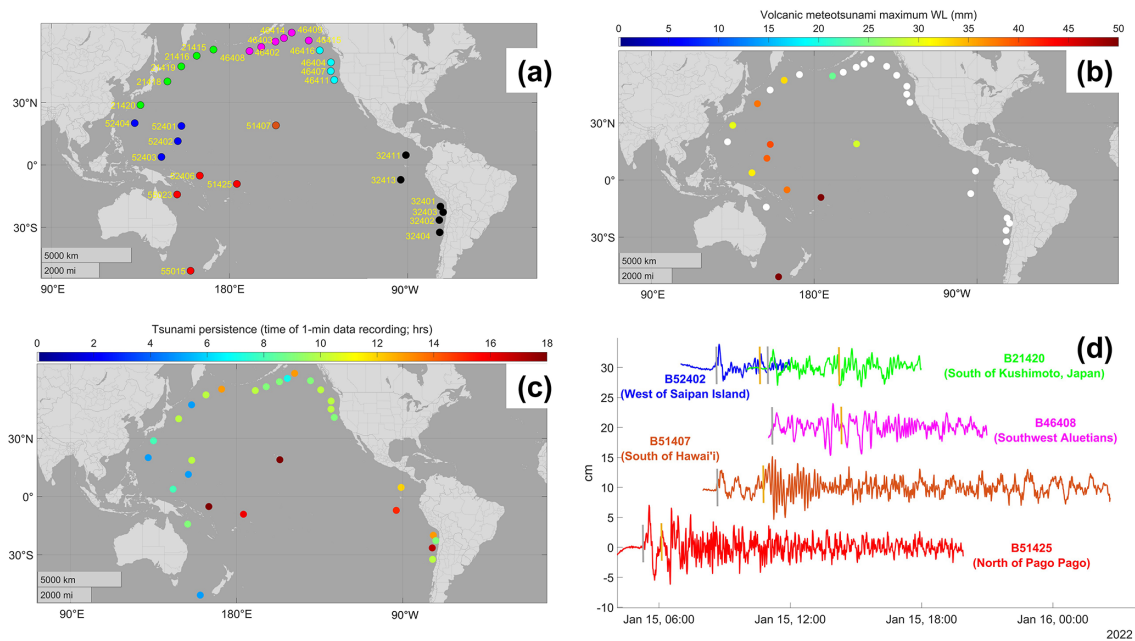 (a)
46414
46409
46403
21415
21416
46408
46402
46416
21419
46404
21418
46407
46411
30°N
21420
52404
52401
51407
52402
52403
32411
0°
52406
51425
32413
32401
32403
30°S
32402
32404
5000 km
2000 mi
55015
90°E
180°E
90°W
Volcanic meteotsunami maximum WL (mm)
0 5 10 15 20 25 30 35 40 45 50
(b)
30°N
0°
30°S
5000 km
2000 mi
90°E
180°E
90°W
Tsunami persistence (time of 1-min data recording; hrs)
0 2 4 6 8 10 12 14 16 18
(c)
30°N
0°
30°S
5000 km
2000 mi
90°E
180°E
90°W
(d)
35
30
25
20
15
10
5
0
-5
-10
cm
B52402
(West of Saipan Island)
B21420
(South of Kushimoto, Japan)
B46408
(Southwest Aluetians)
B51407
(South of Hawai'i)
B51425
(North of Pago Pago)
Jan 15, 06:00
Jan 15, 12:00
Jan 15, 18:00
Jan 16, 00:00
2022